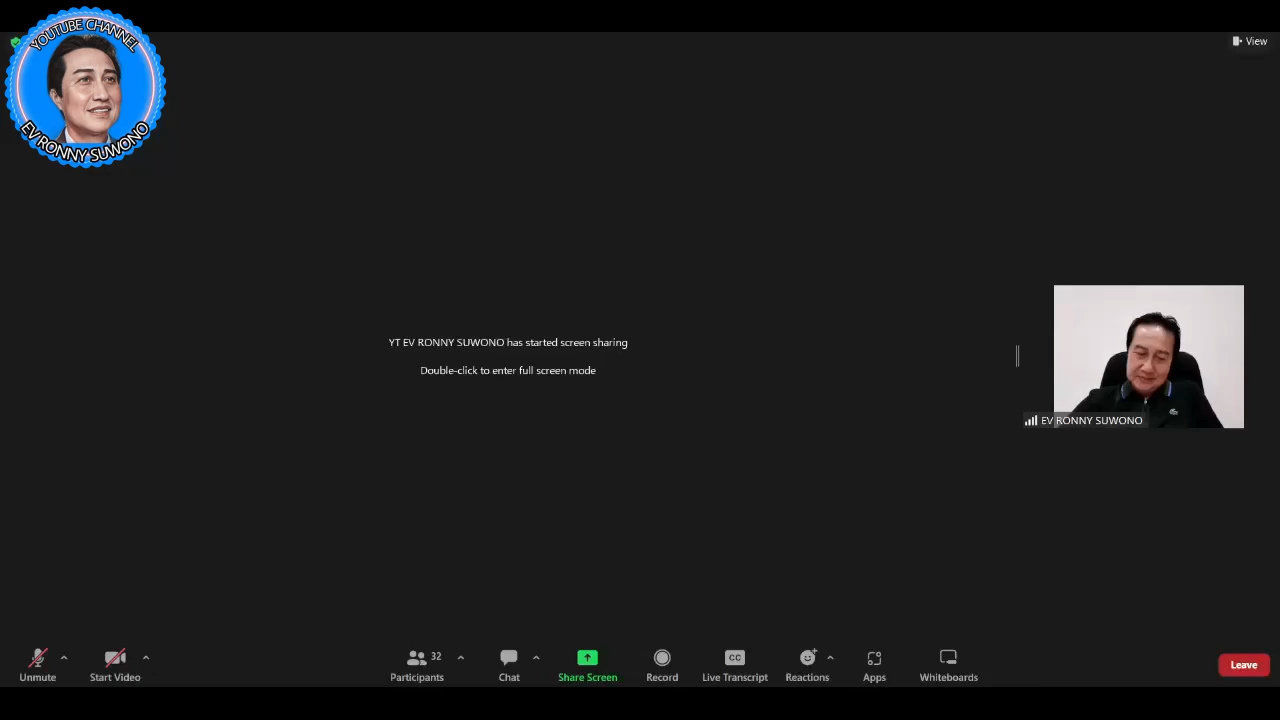 YOUTUBE CHANNEL
EV RONNY SUWONO
View
YT EV RONNY SUWONO has started screen sharing
Double-click to enter full screen mode
EV RONNY SUWONO
32
CC
Unmute
Start Video
Participants
Chat
Share Screen
Record
Live Transcript
Reactions
Apps
Whiteboards
Leave